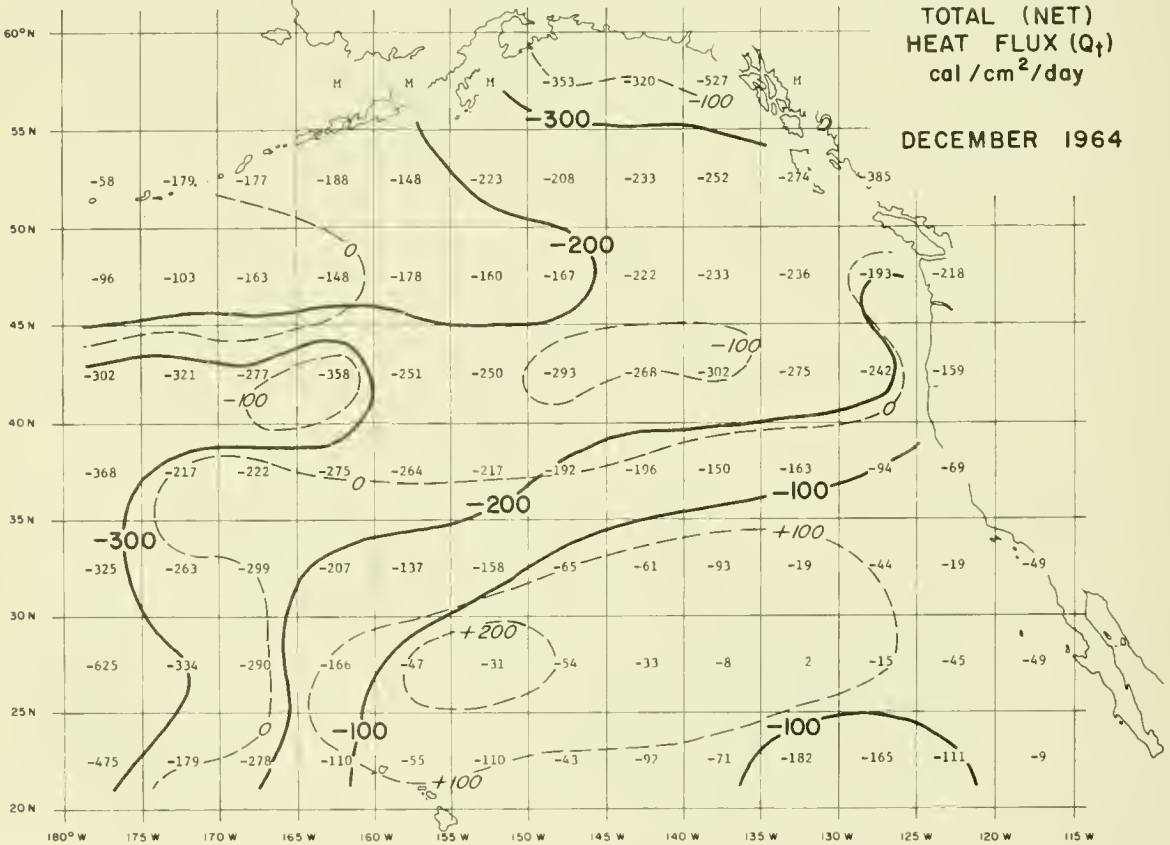 TOTAL (NET)
HEAT FLUX (Qt)
cal/cm²/day
DECEMBER 1964
60° N
M M M -353 -320 -527 M
-100
-300
55 N
-58 -179 -177 -188 -148 -223 -208 -233 -252 -274 -385
50 N
0 -200
-96 -103 -163 -148 -178 -160 -167 -222 -233 -236 -193 -218
45 N
-100
-302 -321 -277 -358 -251 -250 -293 -268 -302 -275 -242 -159
-100 0
40 N
-368 -217 -222 -275 -264 -217 -192 -196 -150 -163 -94 -69
0 -200 -100
35 N
-300 +100
-325 -263 -299 -207 -137 -158 -65 -61 -93 -19 -44 -19 -49
30 N
+200
-625 -334 -290 -166 -47 -31 -54 -33 -8 2 -15 -45 -49
25 N
0 -100 -100
-475 -179 -278 -110 -55 -110 -43 -92 -71 -182 -165 -111 -9
+100
20 N
180° W 175 W 170 W 165 W 160 W 155 W 150 W 145 W 140 W 135 W 130 W 125 W 120 W 115 W